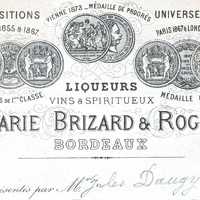 VIENNE 1873 - MÉDAILLE DE PROGRÈS
SITIONS UNIVERSE
1855 & 1867. PARIS 1867 & LOND
LIQUEURS
S DE 1ère CLASSE. VINS & SPIRITUEUX MÉDAILLE
ARIE BRIZARD & ROG
BORDEAUX
ésentés par Mr Jules Daugy